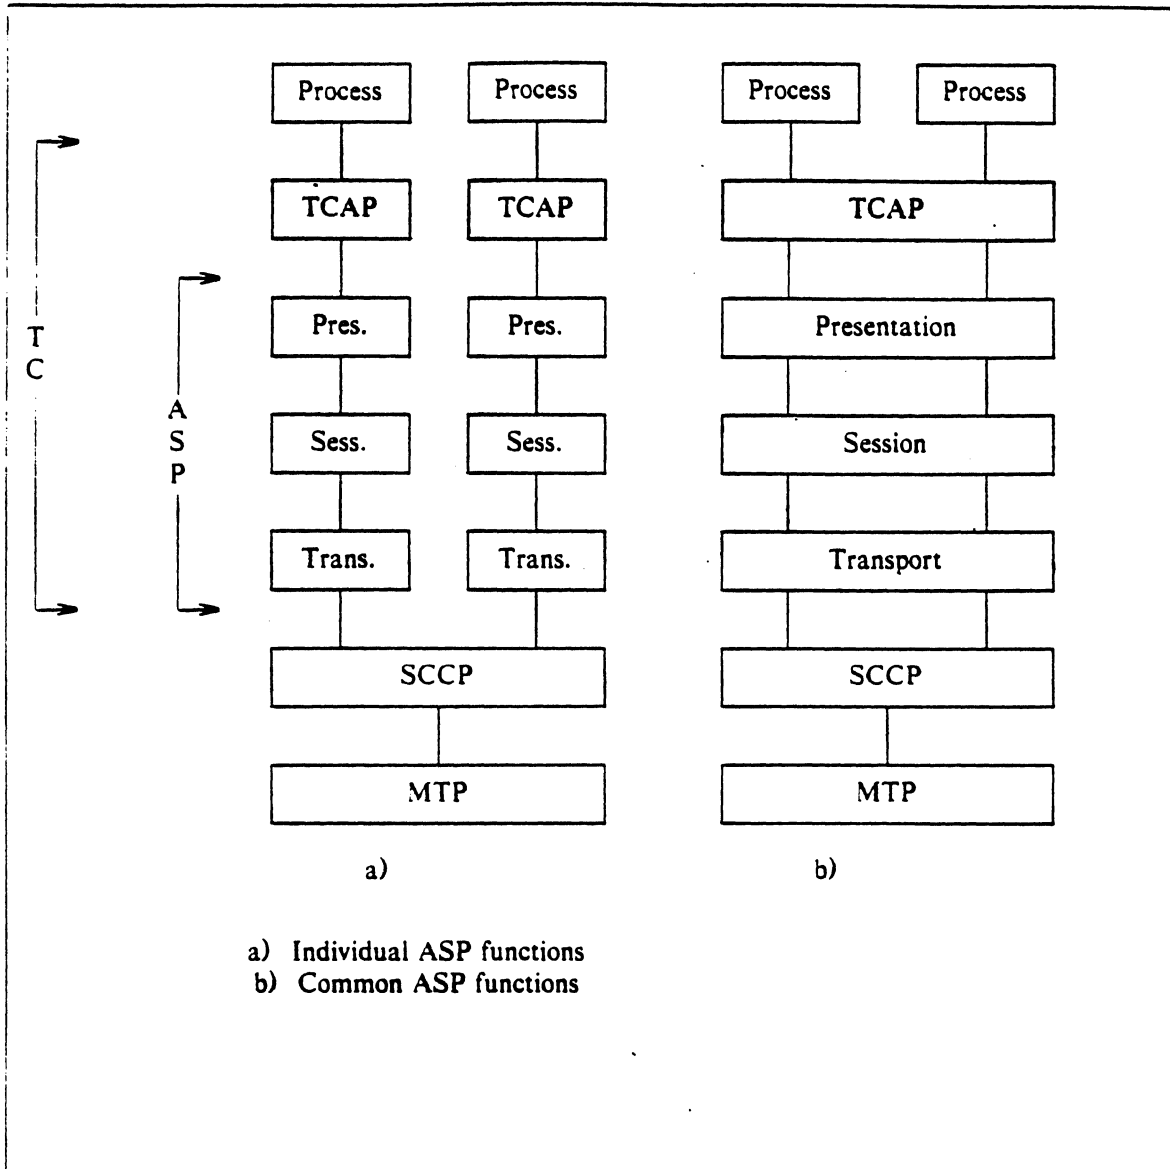 Process Process Process Process
TCAP TCAP TCAP
Pres. Pres. Presentation
T
C
A
S
P
Sess. Sess. Session
Trans. Trans. Transport
SCCP SCCP
MTP MTP
a) b)
a) Individual ASP functions
b) Common ASP functions